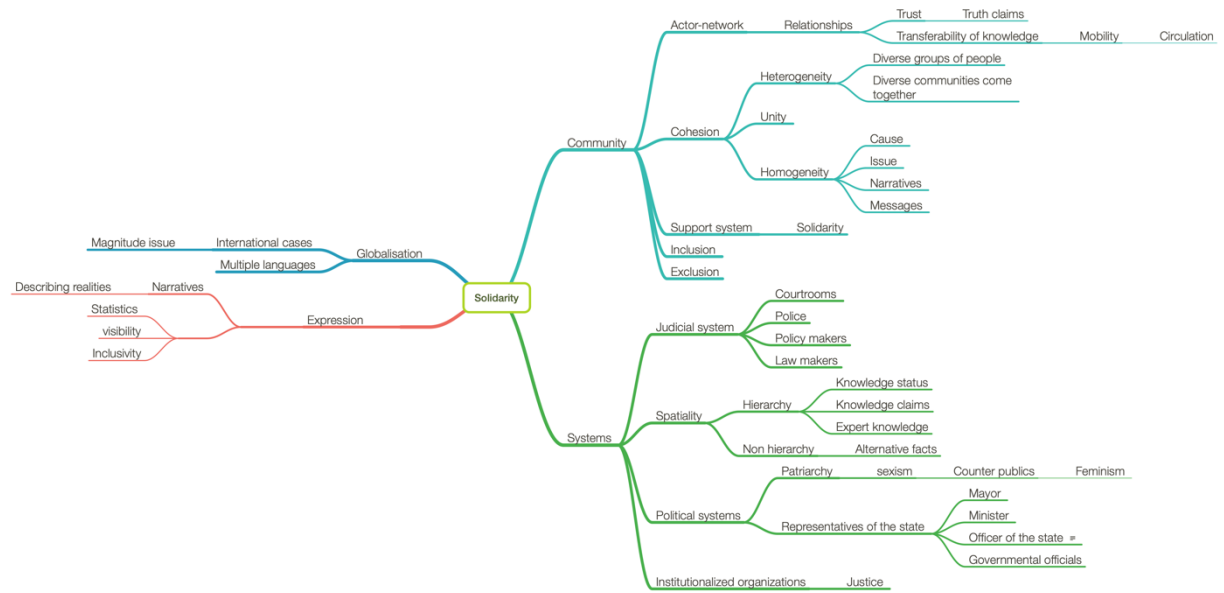 Solidarity
Community
Actor-network
Relationships
Trust
Truth claims
Transferability of knowledge
Mobility
Circulation
Cohesion
Heterogeneity
Diverse groups of people
Diverse communities come
together
Unity
Homogeneity
Cause
Issue
Narratives
Messages
Support system
Solidarity
Inclusion
Exclusion
Globalisation
International cases
Magnitude issue
Multiple languages
Expression
Narratives
Describing realities
Statistics
visibility
Inclusivity
Systems
Judicial system
Courtrooms
Police
Policy makers
Law makers
Spatiality
Hierarchy
Knowledge status
Knowledge claims
Expert knowledge
Non hierarchy
Alternative facts
Political systems
Patriarchy
sexism
Counter publics
Feminism
Representatives of the state
Mayor
Minister
Officer of the state
Governmental officials
Institutionalized organizations
Justice